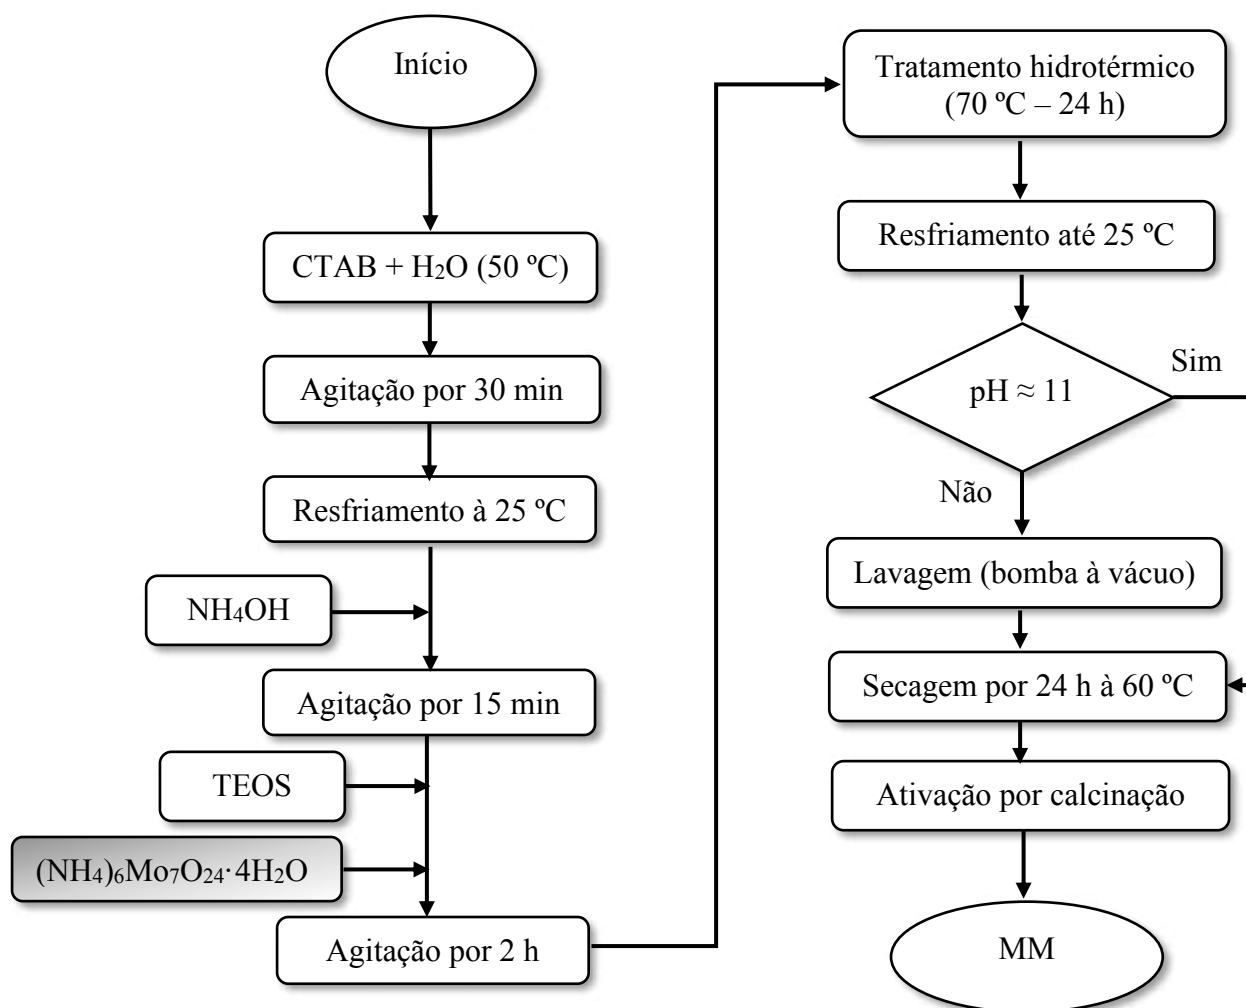 Início
CTAB + H₂O (50 ºC)
Agitação por 30 min
Resfriamento à 25 ºC
NH₄OH
Agitação por 15 min
TEOS
(NH₄)₆Mo₇O₂₄·4H₂O
Agitação por 2 h
Tratamento hidrotérmico
(70 ºC – 24 h)
Resfriamento até 25 ºC
pH ≈ 11
Sim
Não
Lavagem (bomba à vácuo)
Secagem por 24 h à 60 ºC
Ativação por calcinação
MM